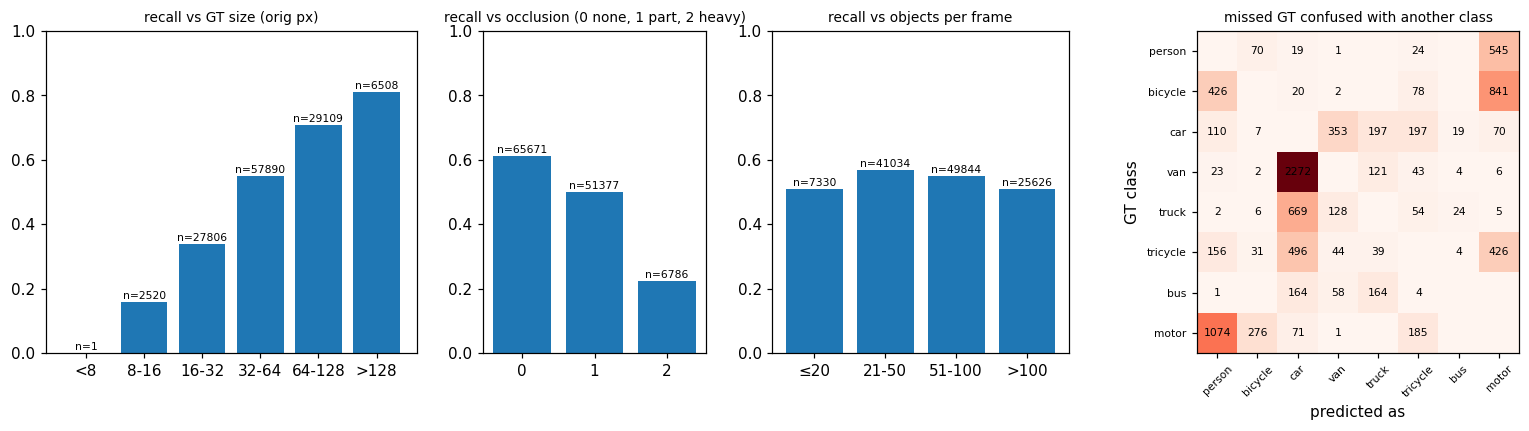 recall vs GT size (orig px)
1.0
0.8
0.6
0.4
0.2
0.0
n=1
n=2520
n=27806
n=57890
n=29109
n=6508
<8
8-16
16-32
32-64
64-128
>128
recall vs occlusion (0 none, 1 part, 2 heavy)
1.0
0.8
0.6
0.4
0.2
0.0
n=65671
n=51377
n=6786
0
1
2
recall vs objects per frame
1.0
0.8
0.6
0.4
0.2
0.0
n=7330
n=41034
n=49844
n=25626
≤20
21-50
51-100
>100
missed GT confused with another class
GT class
person 70 19 1 24 545
bicycle 426 20 2 78 841
car 110 7 353 197 197 19 70
van 23 2 2272 121 43 4 6
truck 2 6 669 128 54 24 5
tricycle 156 31 496 44 39 4 426
bus 1 164 58 164 4
motor 1074 276 71 1 185
person bicycle car van truck tricycle bus motor
predicted as